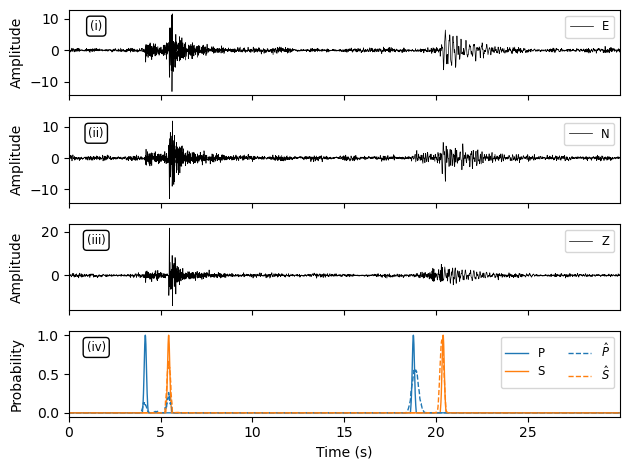 (i)
E
Amplitude
10
0
−10
(ii)
N
Amplitude
10
0
−10
(iii)
Z
Amplitude
20
0
(iv)
P
S
P̂
Ŝ
Probability
1.0
0.5
0.0
0 5 10 15 20 25
Time (s)